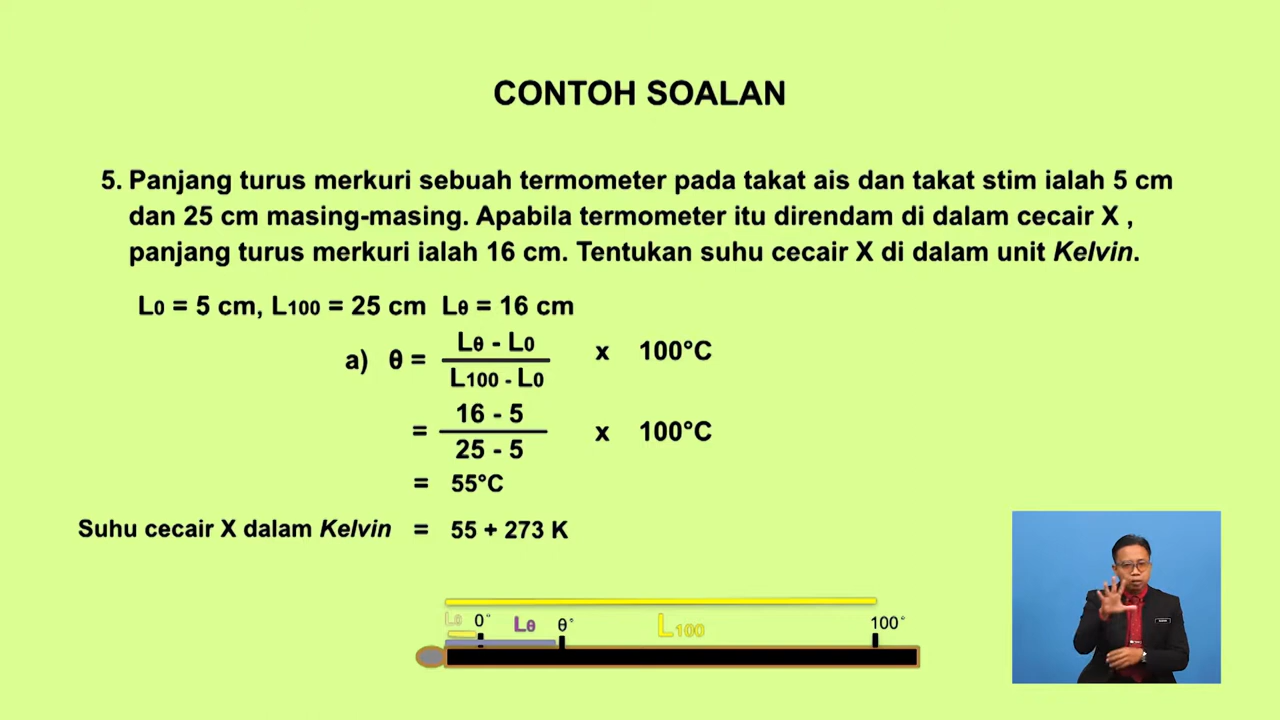 CONTOH SOALAN
5. Panjang turus merkuri sebuah termometer pada takat ais dan takat stim ialah 5 cm
dan 25 cm masing-masing. Apabila termometer itu direndam di dalam cecair X ,
panjang turus merkuri ialah 16 cm. Tentukan suhu cecair X di dalam unit Kelvin.
L0 = 5 cm, L100 = 25 cm Lθ = 16 cm
a) θ = Lθ - L0 x 100°C
L100 - L0
= 16 - 5 x 100°C
25 - 5
= 55°C
Suhu cecair X dalam Kelvin = 55 + 273 K
L0 0° Lθ θ° L100 100°